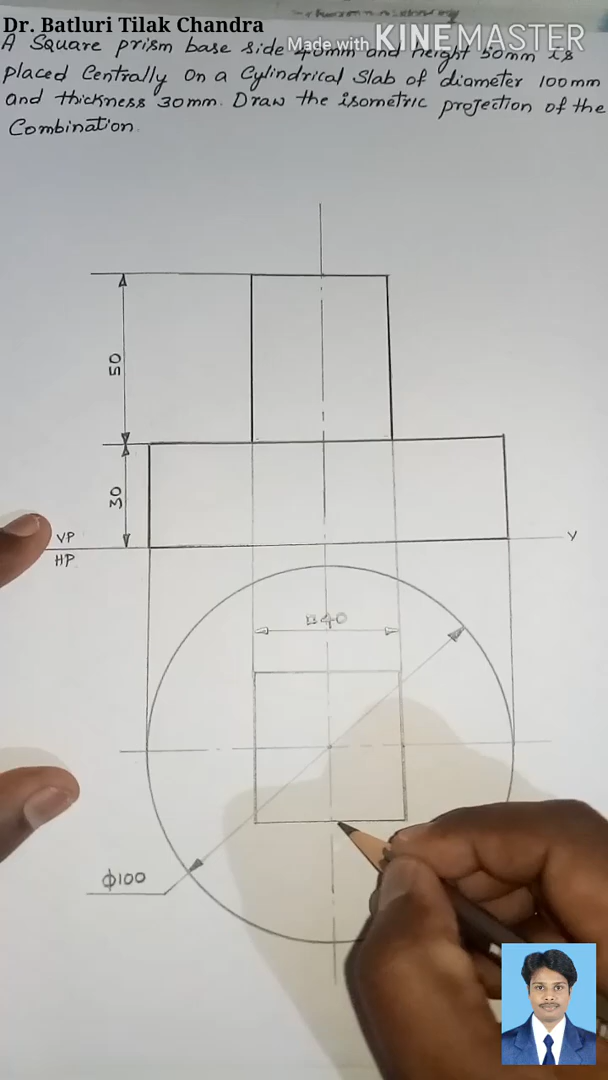 Dr. Batluri Tilak Chandra
Made with KINEMASTER
A Square prism base side 40mm and height 50mm is
placed Centrally On a Cylindrical Slab of diameter 100mm
and thickness 30mm. Draw the isometric projection of the
Combination.
50
30
VP
HP
Y
□40
ϕ100